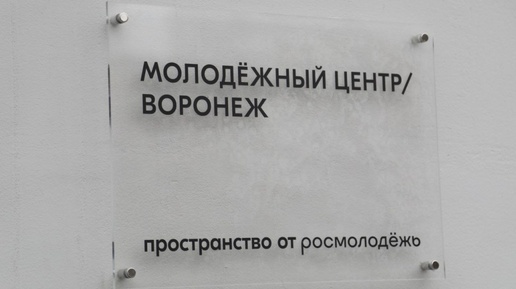 МОЛОДЁЖНЫЙ ЦЕНТР/
ВОРОНЕЖ
пространство от росмолодёжь